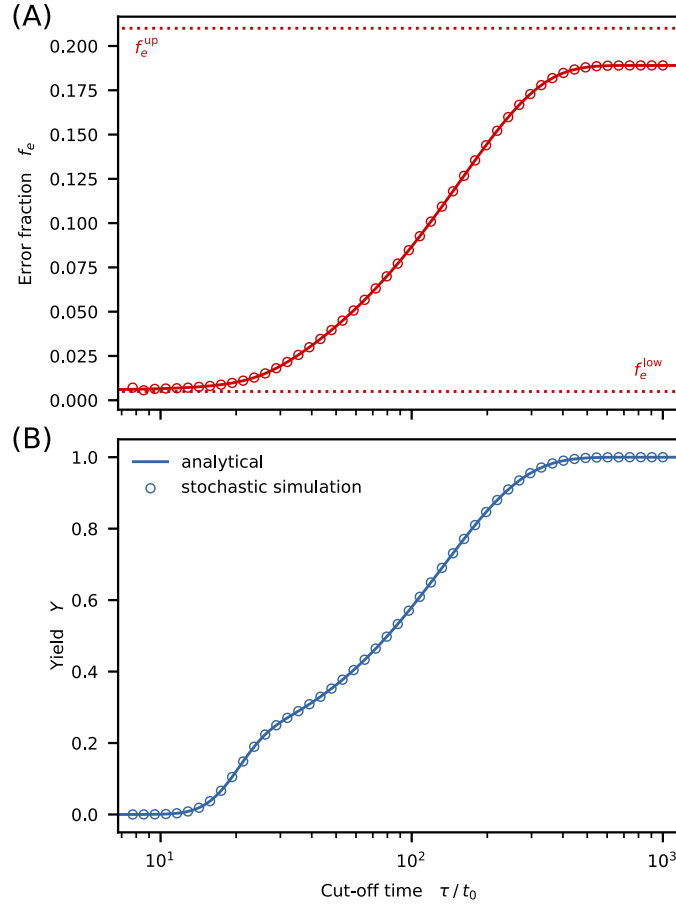 (A)
0.200
0.175
0.150
0.125
0.100
0.075
0.050
0.025
0.000
Error fraction f_e
f_e^up
f_e^low
(B)
1.0
0.8
0.6
0.4
0.2
0.0
Yield Y
analytical
stochastic simulation
10^1
10^2
10^3
Cut-off time τ / t_0